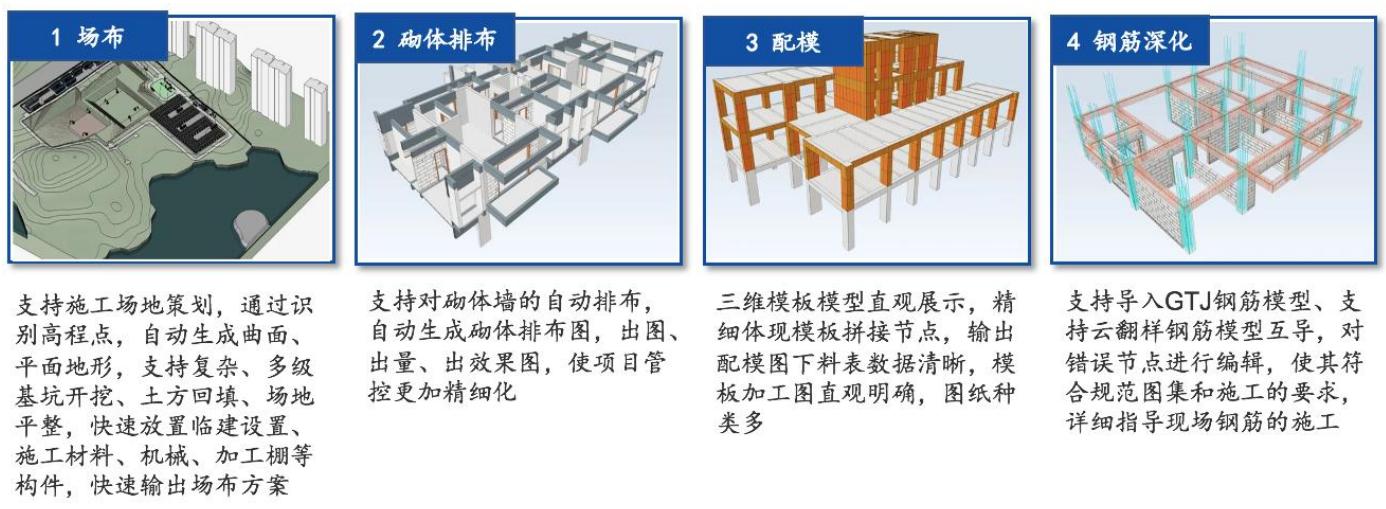 1 场布
支持施工场地策划，通过识
别高程点，自动生成曲面、
平面地形，支持复杂、多级
基坑开挖、土方回填、场地
平整，快速放置临建设置、
施工材料、机械、加工棚等
构件，快速输出场布方案
2 砌体排布
支持对砌体墙的自动排布，
自动生成砌体排布图，出图、
出量、出效果图，使项目管
控更加精细化
3 配模
三维模板模型直观展示，精
细体现模板拼接节点，输出
配模图下料表数据清晰，模
板加工图直观明确，图纸种
类多
4 钢筋深化
支持导入GTJ钢筋模型、支
持云翻样钢筋模型互导，对
错误节点进行编辑，使其符
合规范图集和施工的要求，
详细指导现场钢筋的施工